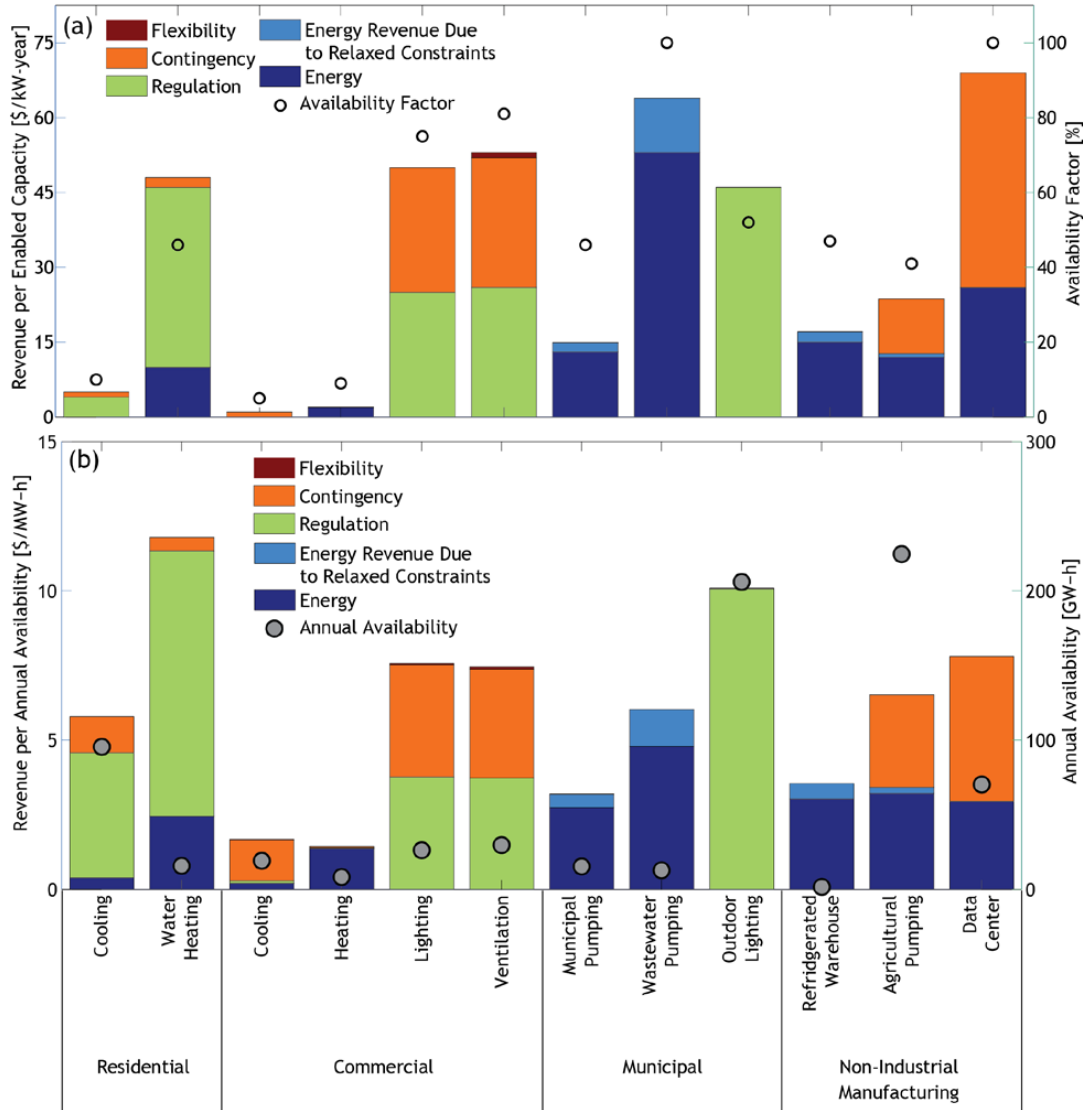 (a)
Flexibility
Contingency
Regulation
Energy Revenue Due
to Relaxed Constraints
Energy
Availability Factor
Revenue per Enabled Capacity [$/kW-year]
75
60
45
30
15
0
Availability Factor [%]
100
80
60
40
20
0
(b)
Flexibility
Contingency
Regulation
Energy Revenue Due
to Relaxed Constraints
Energy
Annual Availability
Revenue per Annual Availability [$/MW-h]
15
10
5
0
Annual Availability [GW-h]
300
200
100
0
Cooling
Water
Heating
Cooling
Heating
Lighting
Ventilation
Municipal
Pumping
Wastewater
Pumping
Outdoor
Lighting
Refridgerated
Warehouse
Agricultural
Pumping
Data
Center
Residential
Commercial
Municipal
Non-Industrial
Manufacturing